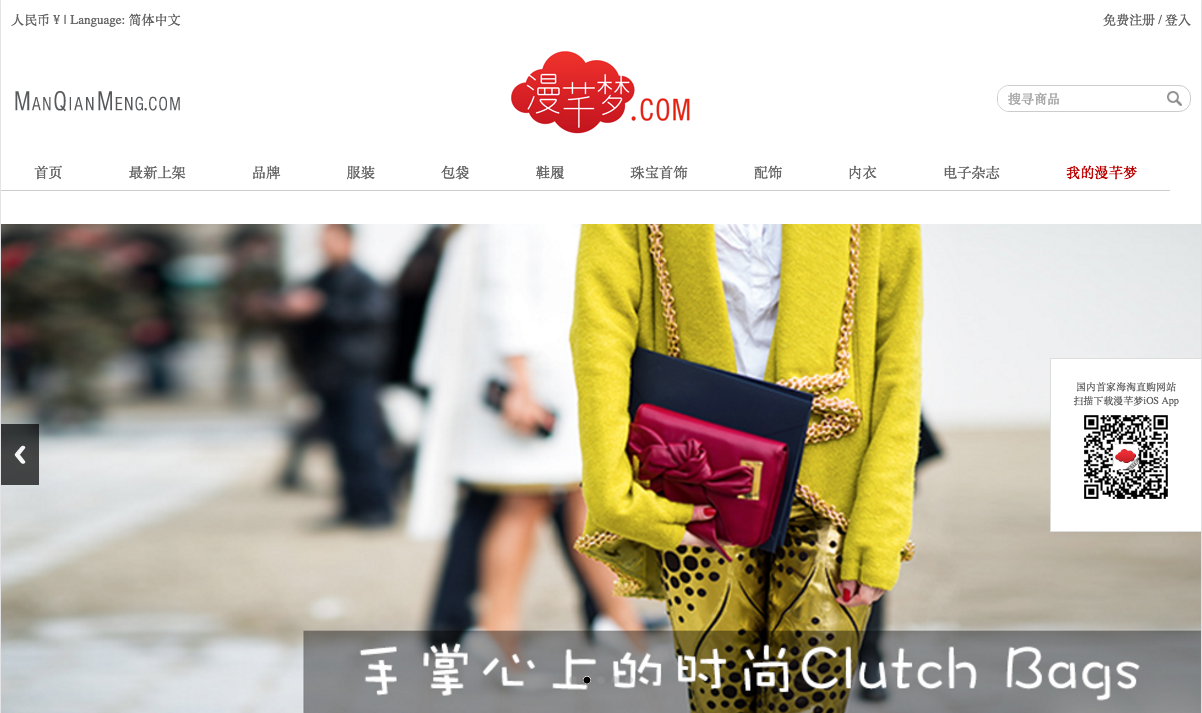 人民币 ¥ | Language: 简体中文
免费注册 / 登入
MANQIANMENG.COM
漫芊梦.COM
搜寻商品
首页 最新上架 品牌 服装 包袋 鞋履 珠宝首饰 配饰 内衣 电子杂志 我的漫芊梦
国内首家海淘直购网站
扫描下载漫芊梦iOS App
手掌心上的时尚Clutch Bags